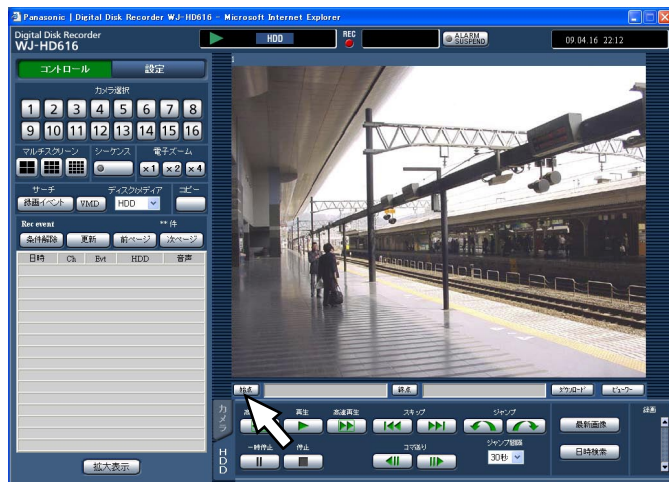 Panasonic | Digital Disk Recorder WJ-HD616 - Microsoft Internet Explorer
Digital Disk Recorder
WJ-HD616
HDD
REC
ALARM SUSPEND
09.04.16 22:12
コントロール 設定
カメラ選択
1 2 3 4 5 6 7 8
9 10 11 12 13 14 15 16
マルチスクリーン シーケンス 電子ズーム
×1 ×2 ×4
サーチ ディスク/メディア コピー
録画イベント VMD HDD
Rec event ** 件
条件解除 更新 前ページ 次ページ
日時 Ch Evt HDD 音声
拡大表示
始点 終点 ダウンロード ビューワー
カメラ
HDD
再生 高速再生 スキップ ジャンプ
一時停止 停止 コマ送り ジャンプ間隔
30秒
最新画像
日時検索
録画